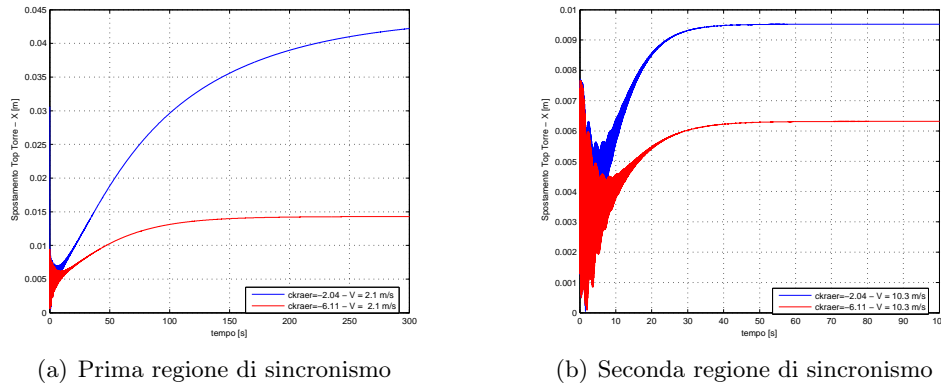 0.045
0.04
0.035
0.03
0.025
0.02
0.015
0.01
0.005
0
Spostamento Top Torre − X [m]
0 50 100 150 200 250 300
tempo [s]
ckraer=−2.04 − V = 2.1 m/s
ckraer=−6.11 − V = 2.1 m/s
(a) Prima regione di sincronismo
0.01
0.009
0.008
0.007
0.006
0.005
0.004
0.003
0.002
0.001
0
Spostamento Top Torre − X [m]
0 10 20 30 40 50 60 70 80 90 100
tempo [s]
ckraer=−2.04 − V = 10.3 m/s
ckraer=−6.11 − V = 10.3 m/s
(b) Seconda regione di sincronismo